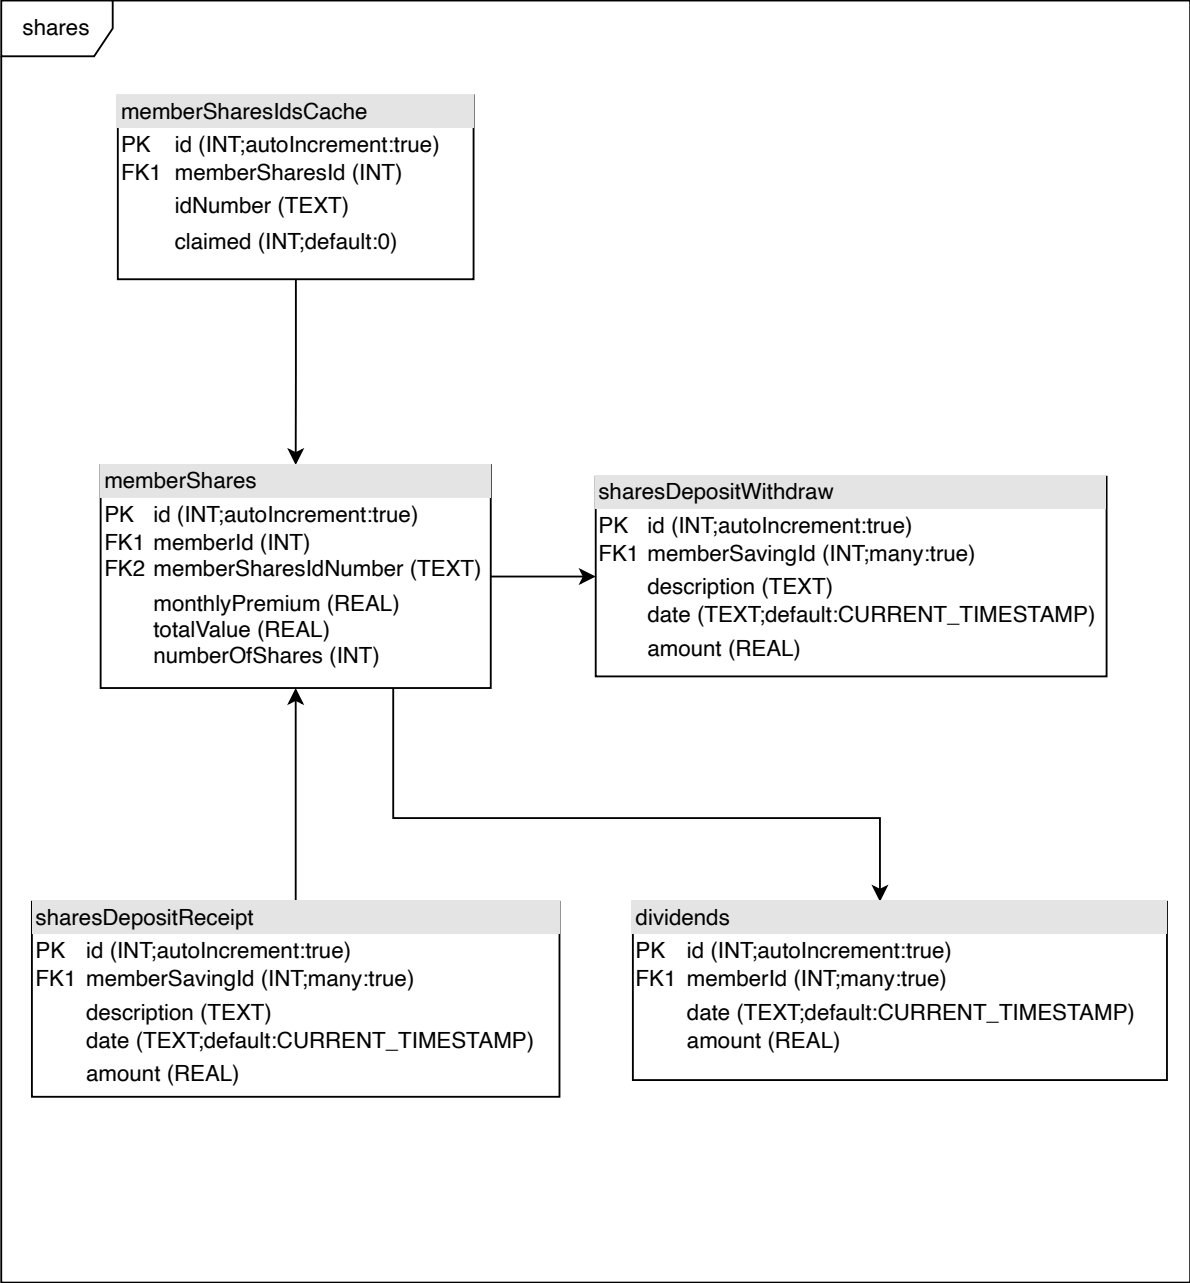 shares
memberSharesIdsCache
PK id (INT;autoIncrement:true)
FK1 memberSharesId (INT)
idNumber (TEXT)
claimed (INT;default:0)
memberShares
PK id (INT;autoIncrement:true)
FK1 memberId (INT)
FK2 memberSharesIdNumber (TEXT)
monthlyPremium (REAL)
totalValue (REAL)
numberOfShares (INT)
sharesDepositWithdraw
PK id (INT;autoIncrement:true)
FK1 memberSavingId (INT;many:true)
description (TEXT)
date (TEXT;default:CURRENT_TIMESTAMP)
amount (REAL)
sharesDepositReceipt
PK id (INT;autoIncrement:true)
FK1 memberSavingId (INT;many:true)
description (TEXT)
date (TEXT;default:CURRENT_TIMESTAMP)
amount (REAL)
dividends
PK id (INT;autoIncrement:true)
FK1 memberId (INT;many:true)
date (TEXT;default:CURRENT_TIMESTAMP)
amount (REAL)